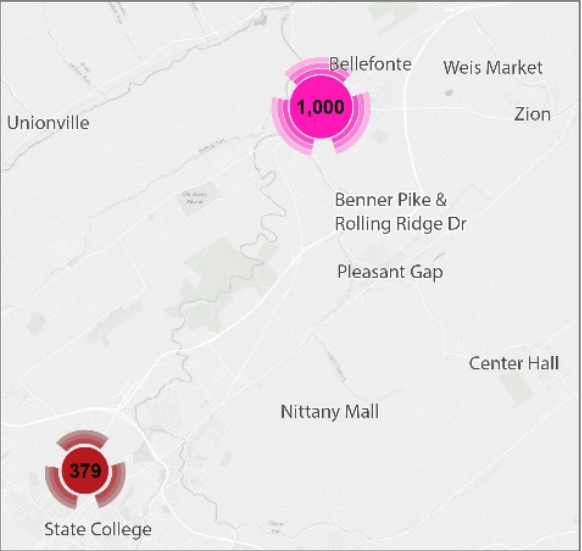 Bellefonte
Weis Market
1,000
Zion
Unionville
Benner Pike &
Rolling Ridge Dr
Pleasant Gap
Center Hall
Nittany Mall
379
State College